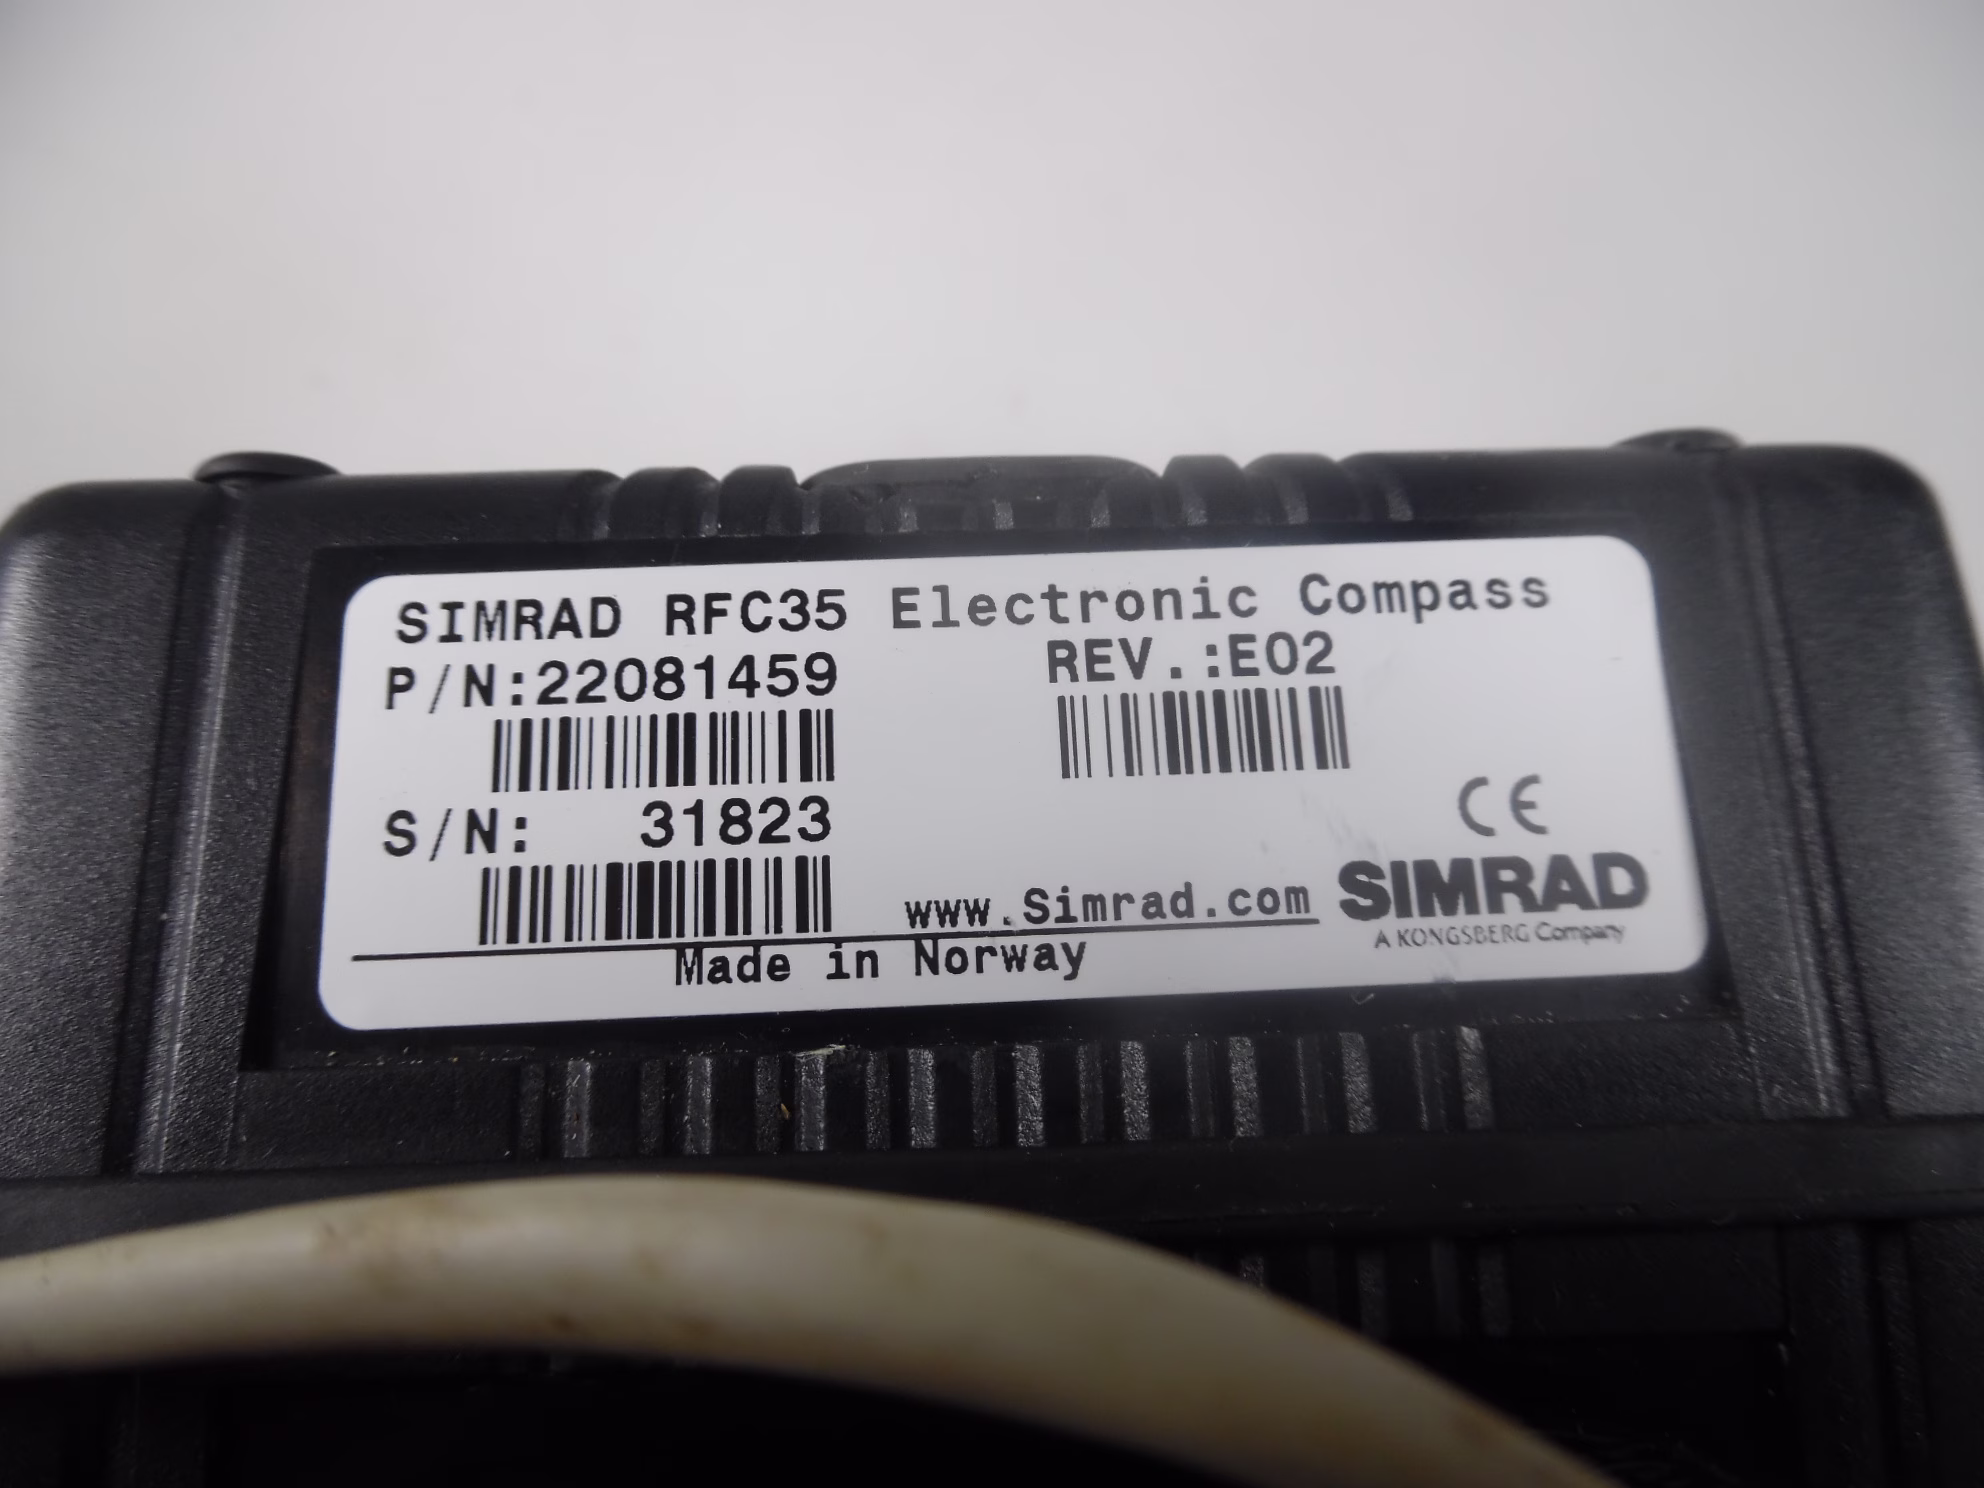 SIMRAD RFC35 Electronic Compass
P/N:22081459 REV.:E02
S/N: 31823
CE
www.Simrad.com SIMRAD
A KONGSBERG Company
Made in Norway